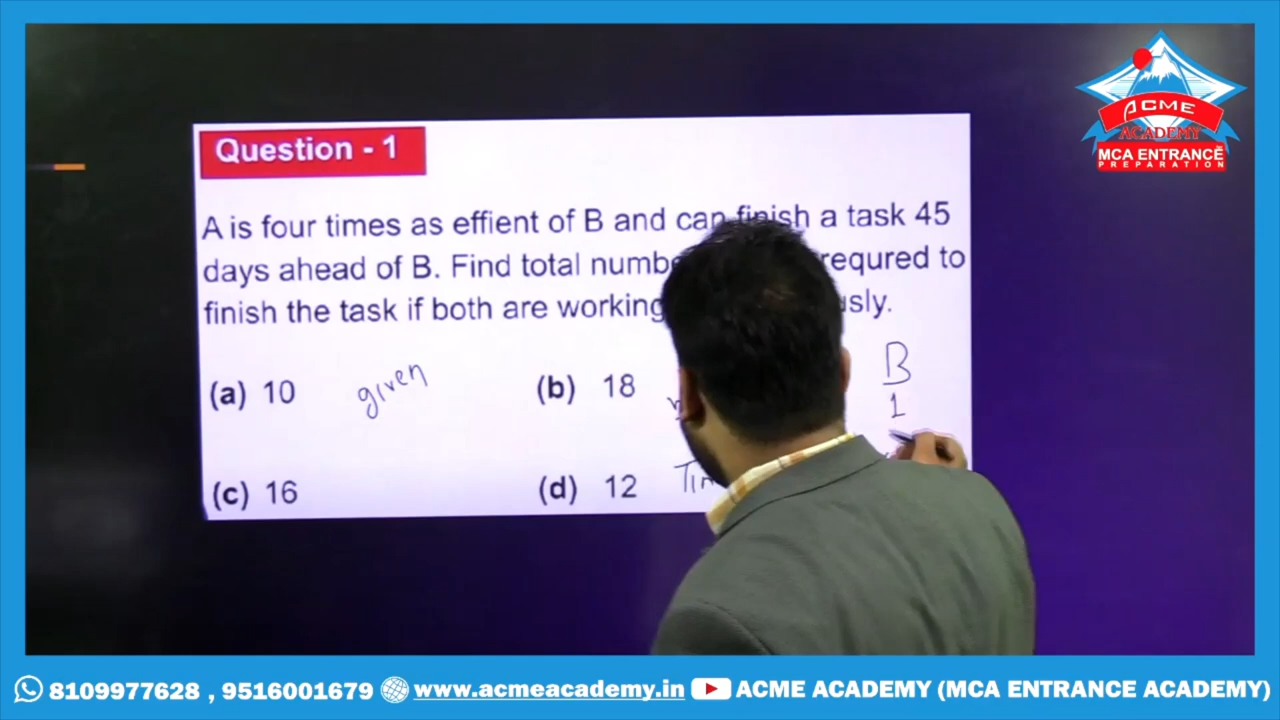 ACME
ACADEMY
MCA ENTRANCE
PREPARATION
Question - 1
A is four times as effient of B and can finish a task 45
days ahead of B. Find total requred to
finish the task if both are working
(a) 10
given
(b) 18
B
1
(c) 16
(d) 12
8109977628 , 9516001679 www.acmeacademy.in ACME ACADEMY (MCA ENTRANCE ACADEMY)